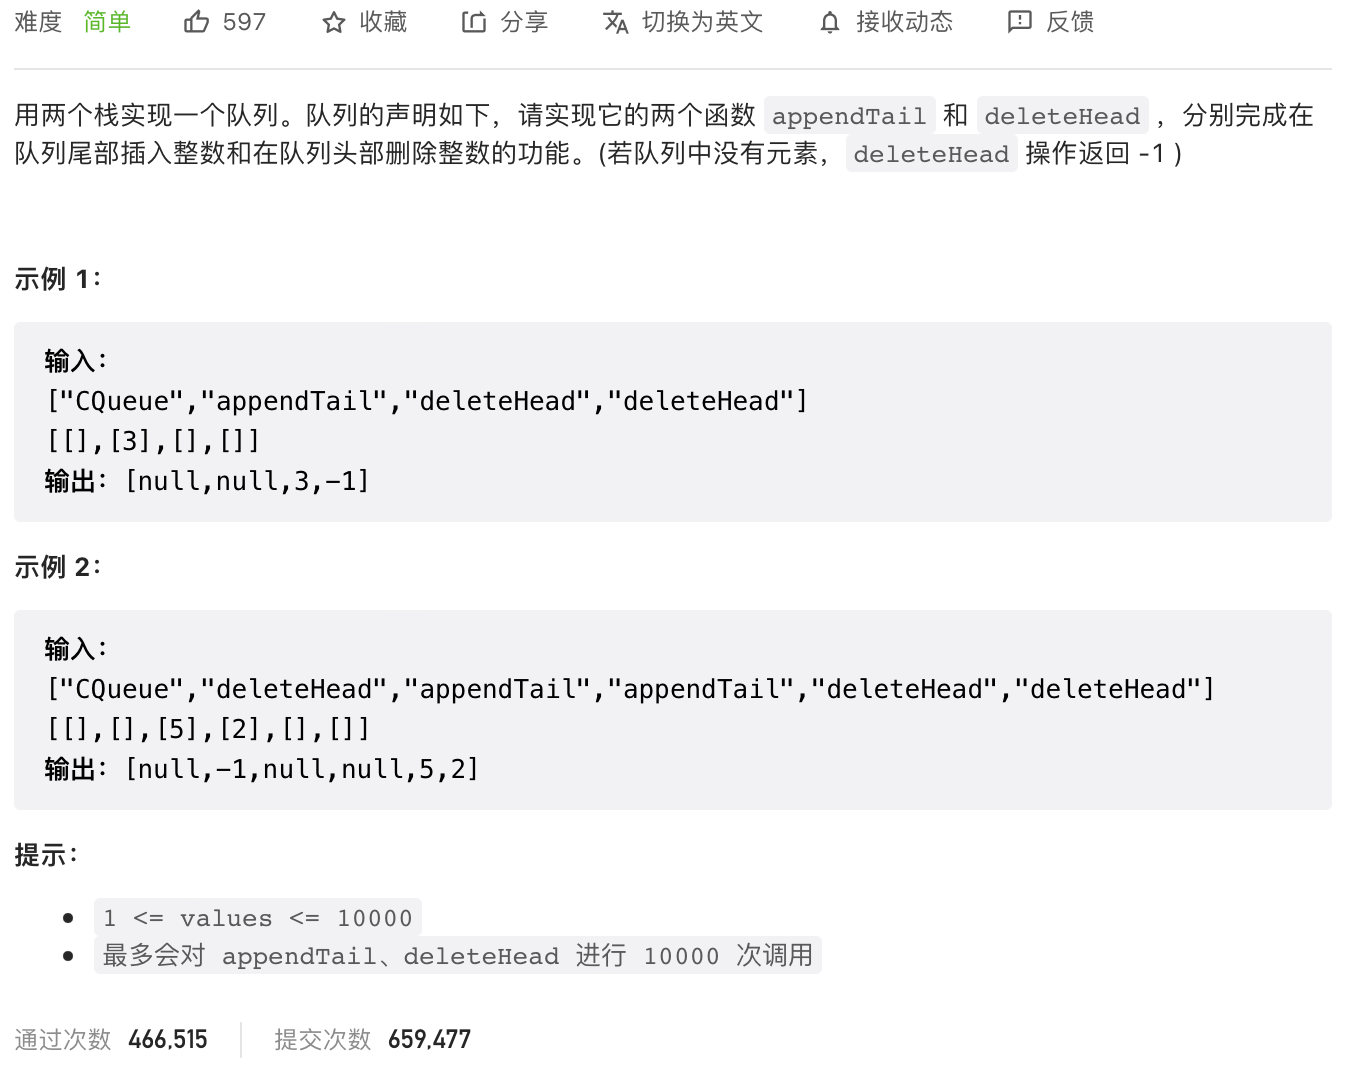 难度 简单 597 收藏 分享 切换为英文 接收动态 反馈
用两个栈实现一个队列。队列的声明如下，请实现它的两个函数 appendTail 和 deleteHead ，分别完成在
队列尾部插入整数和在队列头部删除整数的功能。(若队列中没有元素，deleteHead 操作返回 -1 )
示例 1：
输入：
["CQueue","appendTail","deleteHead","deleteHead"]
[[],[3],[],[]]
输出：[null,null,3,-1]
示例 2：
输入：
["CQueue","deleteHead","appendTail","appendTail","deleteHead","deleteHead"]
[[],[],[5],[2],[],[]]
输出：[null,-1,null,null,5,2]
提示：
1 <= values <= 10000
最多会对 appendTail、deleteHead 进行 10000 次调用
通过次数 466,515 提交次数 659,477